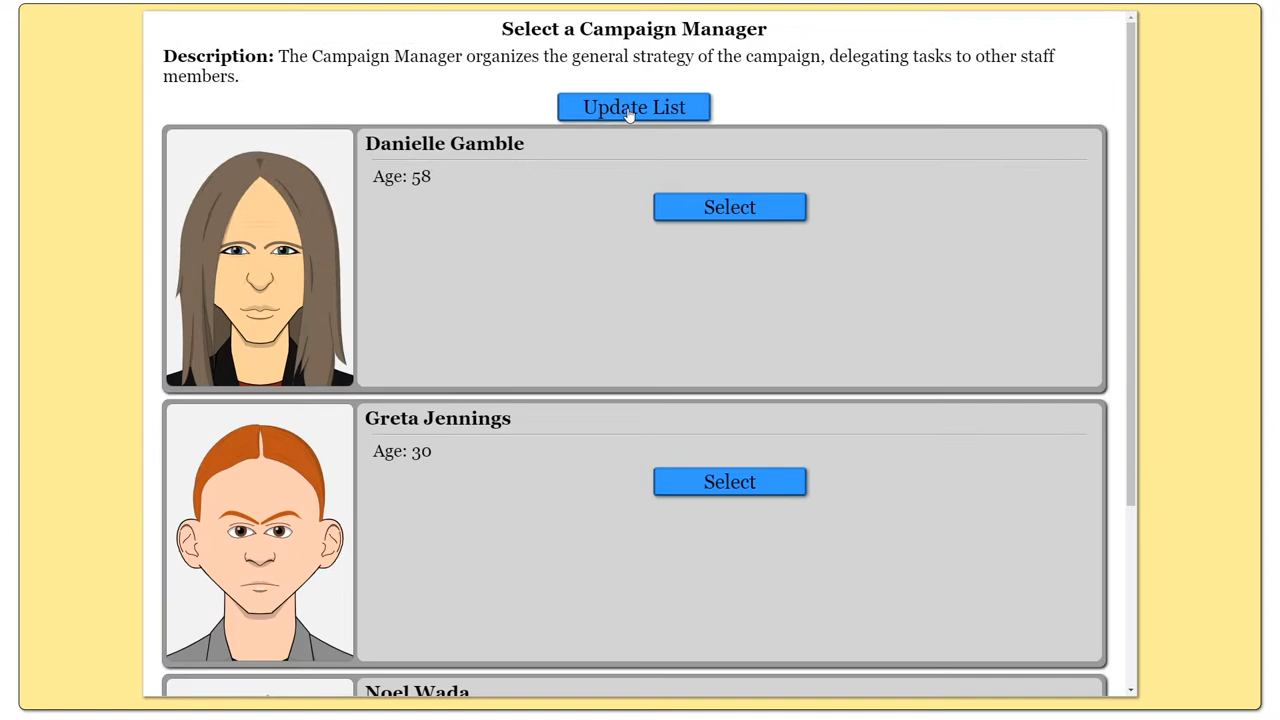 Select a Campaign Manager
Description: The Campaign Manager organizes the general strategy of the campaign, delegating tasks to other staff
members.
Update List
Danielle Gamble
Age: 58
Select
Greta Jennings
Age: 30
Select
Noel Wada